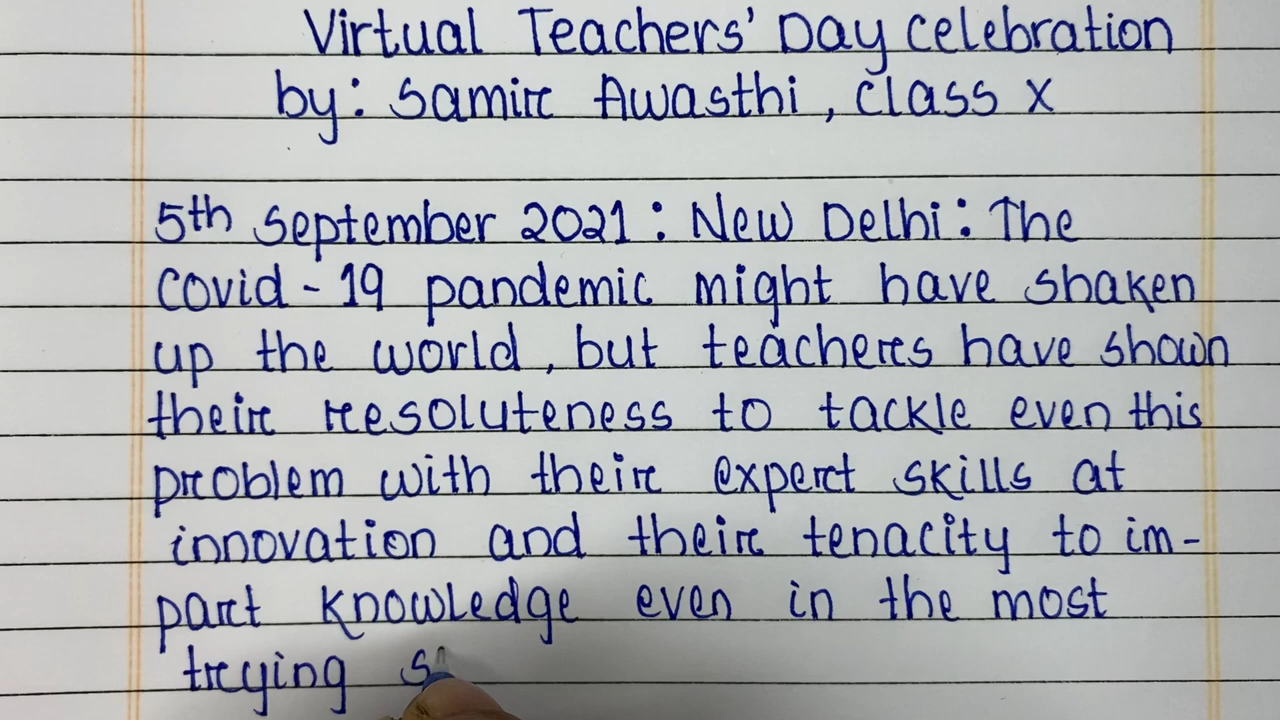 Virtual Teachers' Day celebration
by: Samir Awasthi, class X
5th September 2021: New Delhi: The
covid-19 pandemic might have shaken
up the world, but teachers have shown
their resoluteness to tackle even this
problem with their expert skills at
innovation and their tenacity to im-
part knowledge even in the most
trying